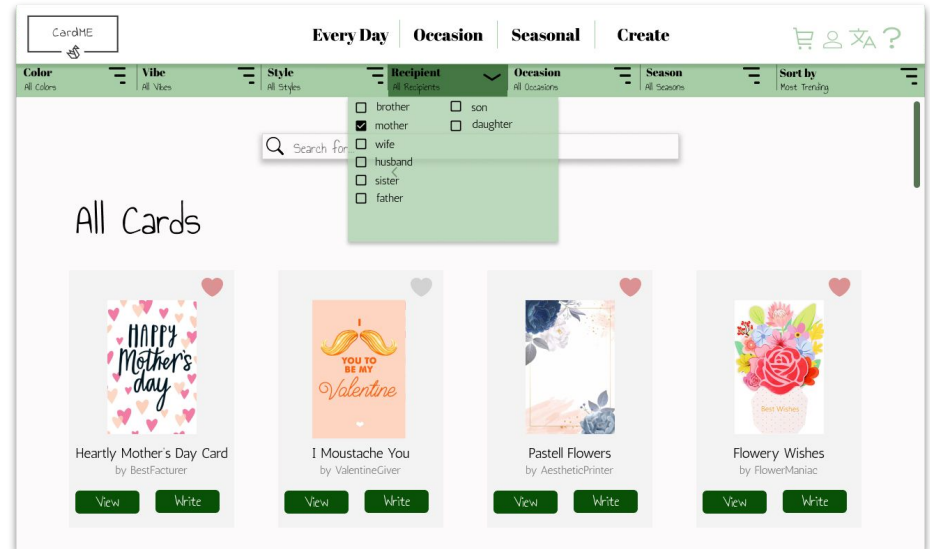 CardME
Every Day Occasion Seasonal Create
Color
All Colors
Vibe
All Vibes
Style
All Styles
Recipient
All Recipients
Occasion
All Occasions
Season
All Seasons
Sort by
Most Trending
brother
mother
wife
husband
sister
father
son
daughter
Search for
All Cards
HAPPY
Mother's
day
Heartly Mother's Day Card
by BestFacturer
View Write
I
YOU TO
BE MY
Valentine
I Moustache You
by ValentineGiver
View Write
Pastell Flowers
by AestheticPrinter
View Write
Best Wishes
Flowery Wishes
by FlowerManiac
View Write